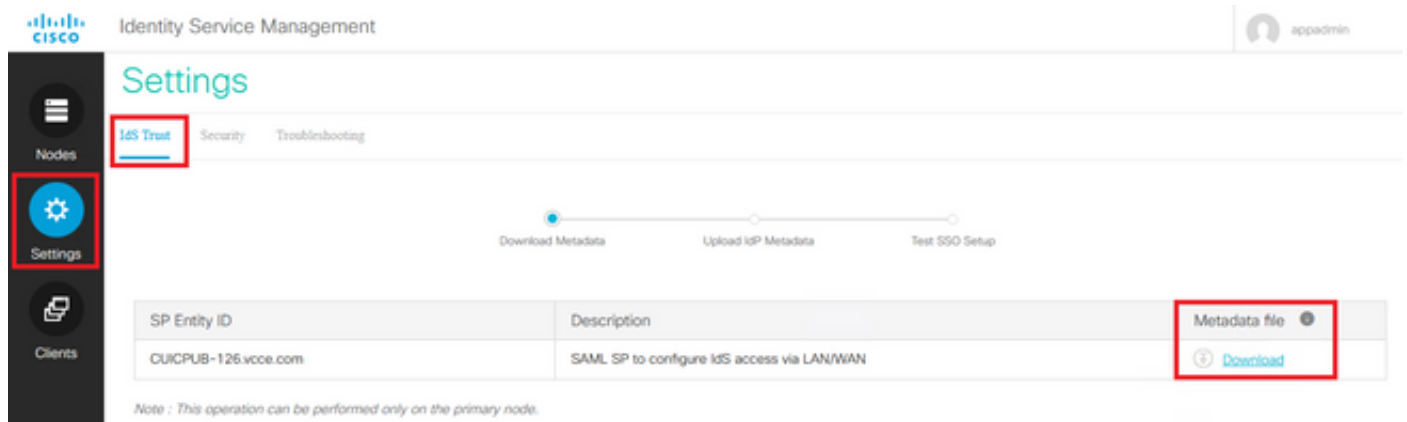 CISCO
Identity Service Management
appadmin
Settings
IdS Trust Security Troubleshooting
Nodes
Settings
Clients
Download Metadata Upload IdP Metadata Test SSO Setup
SP Entity ID Description Metadata file
CUICPUB-126.vcce.com SAML SP to configure IdS access via LAN/WAN Download
Note : This operation can be performed only on the primary node.